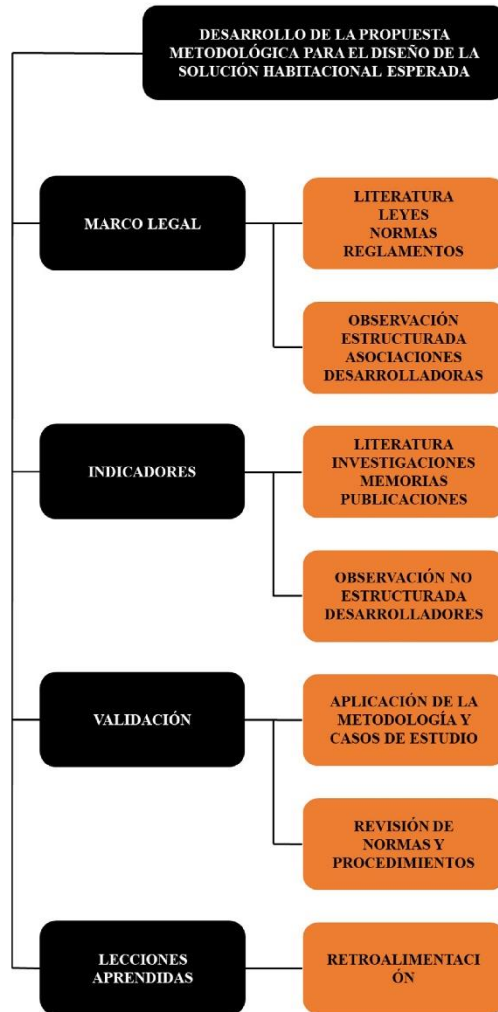 DESARROLLO DE LA PROPUESTA
METODOLÓGICA PARA EL DISEÑO DE LA
SOLUCIÓN HABITACIONAL ESPERADA
MARCO LEGAL
LITERATURA
LEYES
NORMAS
REGLAMENTOS
OBSERVACIÓN
ESTRUCTURADA
ASOCIACIONES
DESARROLLADORAS
INDICADORES
LITERATURA
INVESTIGACIONES
MEMORIAS
PUBLICACIONES
OBSERVACIÓN NO
ESTRUCTURADA
DESARROLLADORES
VALIDACIÓN
APLICACIÓN DE LA
METODOLOGÍA Y
CASOS DE ESTUDIO
REVISIÓN DE
NORMAS Y
PROCEDIMIENTOS
LECCIONES
APRENDIDAS
RETROALIMENTACI
ÓN